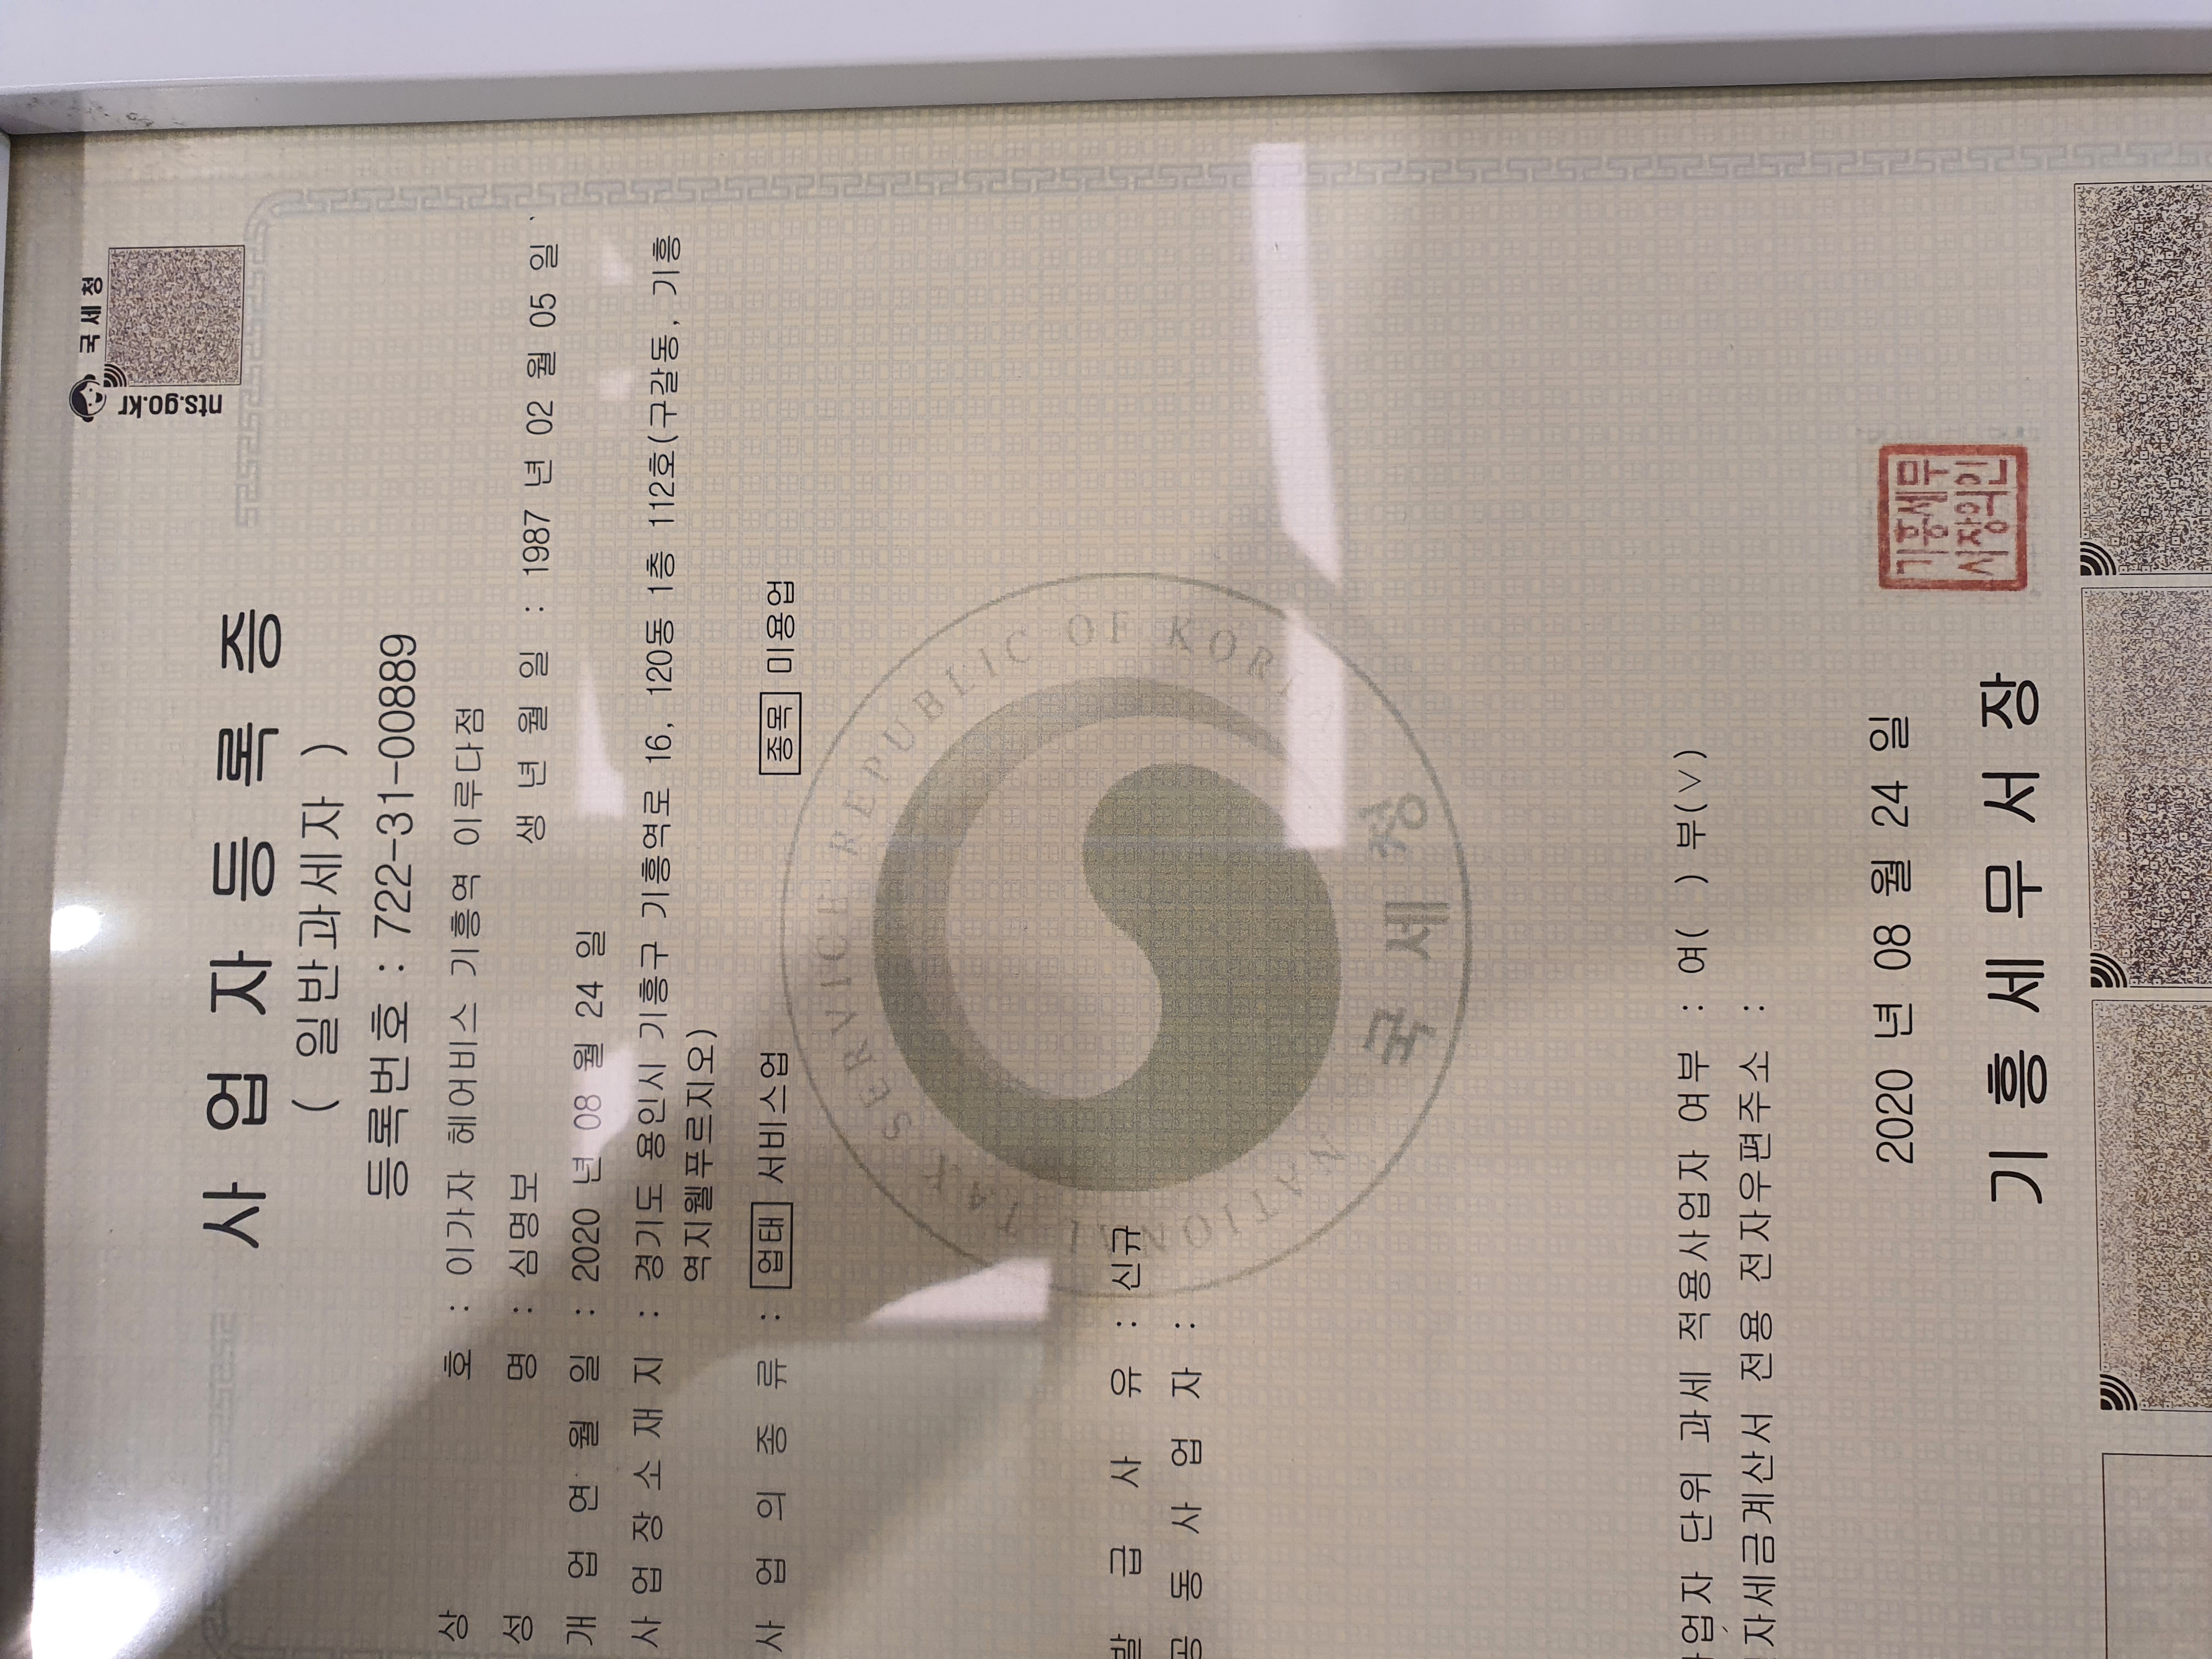 국세청
nts.go.kr
사업자등록증
( 일반과세자 )
등록번호 : 722-31-00889
상 호 : 이가자 헤어비스 기흥역 이루다점
성 명 : 심명보 생 년 월 일 : 1987 년 02 월 05 일
개 업 연 월 일 : 2020 년 08 월 24 일
사 업 장 소 재 지 : 경기도 용인시 기흥구 기흥역로 16, 120동 1층 112호(구갈동, 기흥
역지웰푸르지오)
사 업 의 종 류 : 업태 서비스업 종목 미용업
NATIONAL TAX SERVICE REPUBLIC OF KOREA
국세청
발 급 사 유 : 신규
공 동 사 업 자 :
사업자 단위 과세 적용사업자 여부 : 여( ) 부(∨)
전자세금계산서 전용 전자우편주소 :
2020 년 08 월 24 일
기 흥 세 무 서 장
기흥세무
서장의인